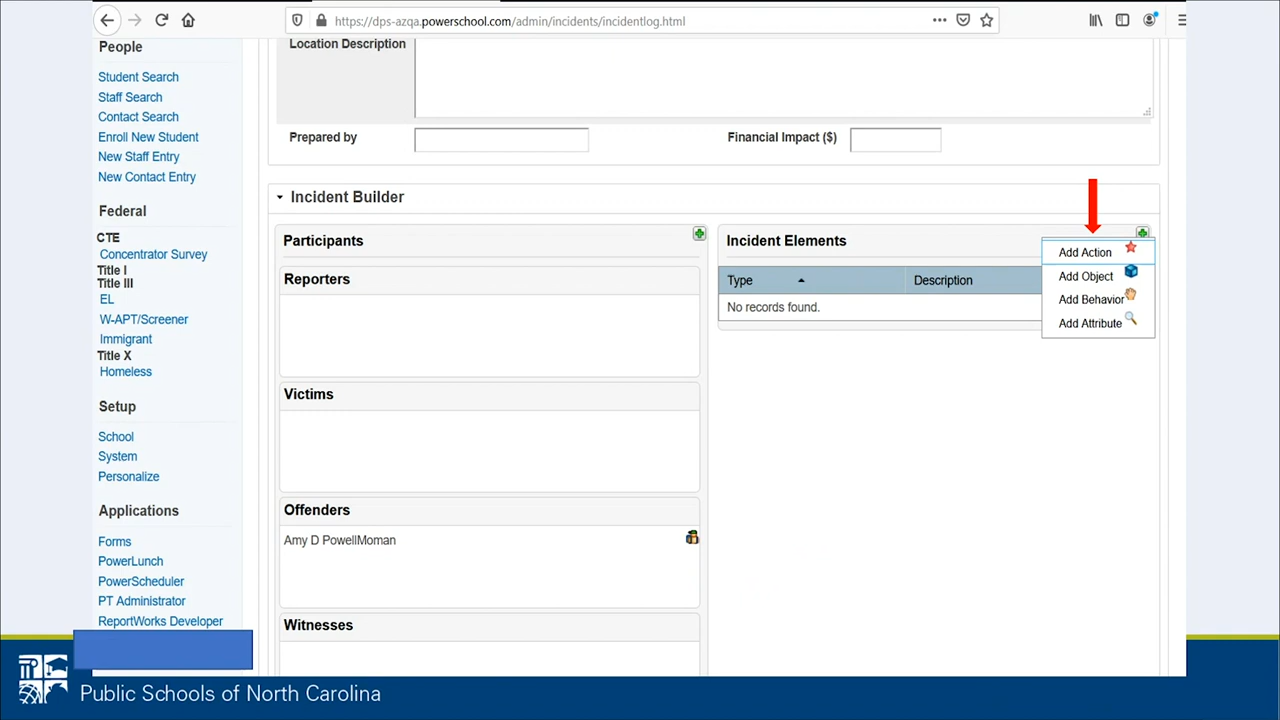 https://dps-azqa.powerschool.com/admin/incidents/incidentlog.html
People
Student Search
Staff Search
Contact Search
Enroll New Student
New Staff Entry
New Contact Entry
Federal
CTE
Concentrator Survey
Title I
Title III
EL
W-APT/Screener
Immigrant
Title X
Homeless
Setup
School
System
Personalize
Applications
Forms
PowerLunch
PowerScheduler
PT Administrator
ReportWorks Developer
Location Description
Prepared by
Financial Impact ($)
Incident Builder
Participants
Reporters
Victims
Offenders
Amy D PowellMoman
Witnesses
Incident Elements
Type Description
No records found.
Add Action
Add Object
Add Behavior
Add Attribute
Public Schools of North Carolina